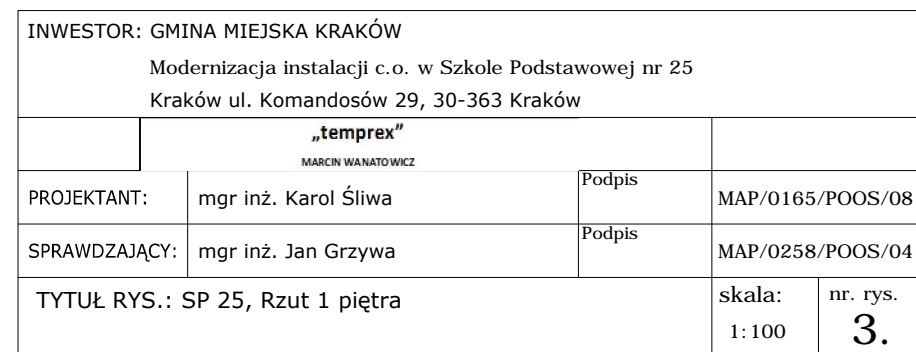 INWESTOR: GMINA MIEJSKA KRAKÓW
Modernizacja instalacji c.o. w Szkole Podstawowej nr 25
Kraków ul. Komandosów 29, 30-363 Kraków
„temprex”
MARCIN WANATOWICZ
PROJEKTANT: mgr inż. Karol Śliwa Podpis MAP/0165/POOS/08
SPRAWDZAJĄCY: mgr inż. Jan Grzywa Podpis MAP/0258/POOS/04
TYTUŁ RYS.: SP 25, Rzut 1 piętra skala: nr. rys.
1:100 3.